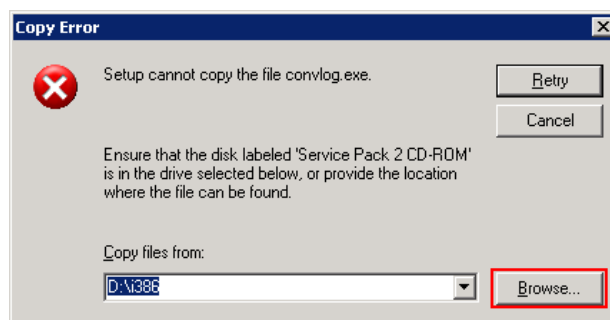 Copy Error
Setup cannot copy the file convlog.exe.
Retry
Cancel
Ensure that the disk labeled 'Service Pack 2 CD-ROM'
is in the drive selected below, or provide the location
where the file can be found.
Copy files from:
D:\i386
Browse...